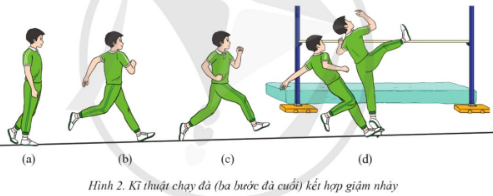 (a) (b) (c) (d)
Hình 2. Kĩ thuật chạy đà (ba bước đà cuối) kết hợp giậm nhảy